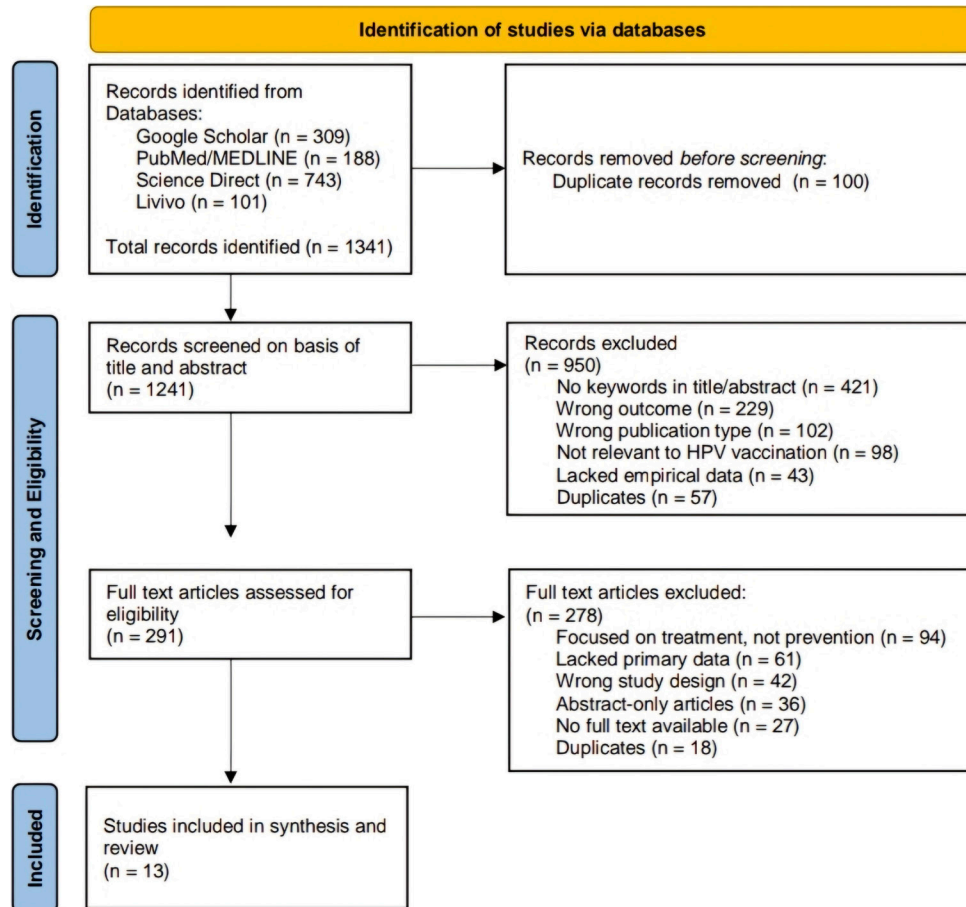 Identification of studies via databases
Identification
Records identified from
Databases:
Google Scholar (n = 309)
PubMed/MEDLINE (n = 188)
Science Direct (n = 743)
Livivo (n = 101)
Total records identified (n = 1341)
Records removed before screening:
Duplicate records removed (n = 100)
Screening and Eligibility
Records screened on basis of
title and abstract
(n = 1241)
Records excluded
(n = 950)
No keywords in title/abstract (n = 421)
Wrong outcome (n = 229)
Wrong publication type (n = 102)
Not relevant to HPV vaccination (n = 98)
Lacked empirical data (n = 43)
Duplicates (n = 57)
Full text articles assessed for
eligibility
(n = 291)
Full text articles excluded:
(n = 278)
Focused on treatment, not prevention (n = 94)
Lacked primary data (n = 61)
Wrong study design (n = 42)
Abstract-only articles (n = 36)
No full text available (n = 27)
Duplicates (n = 18)
Included
Studies included in synthesis and
review
(n = 13)